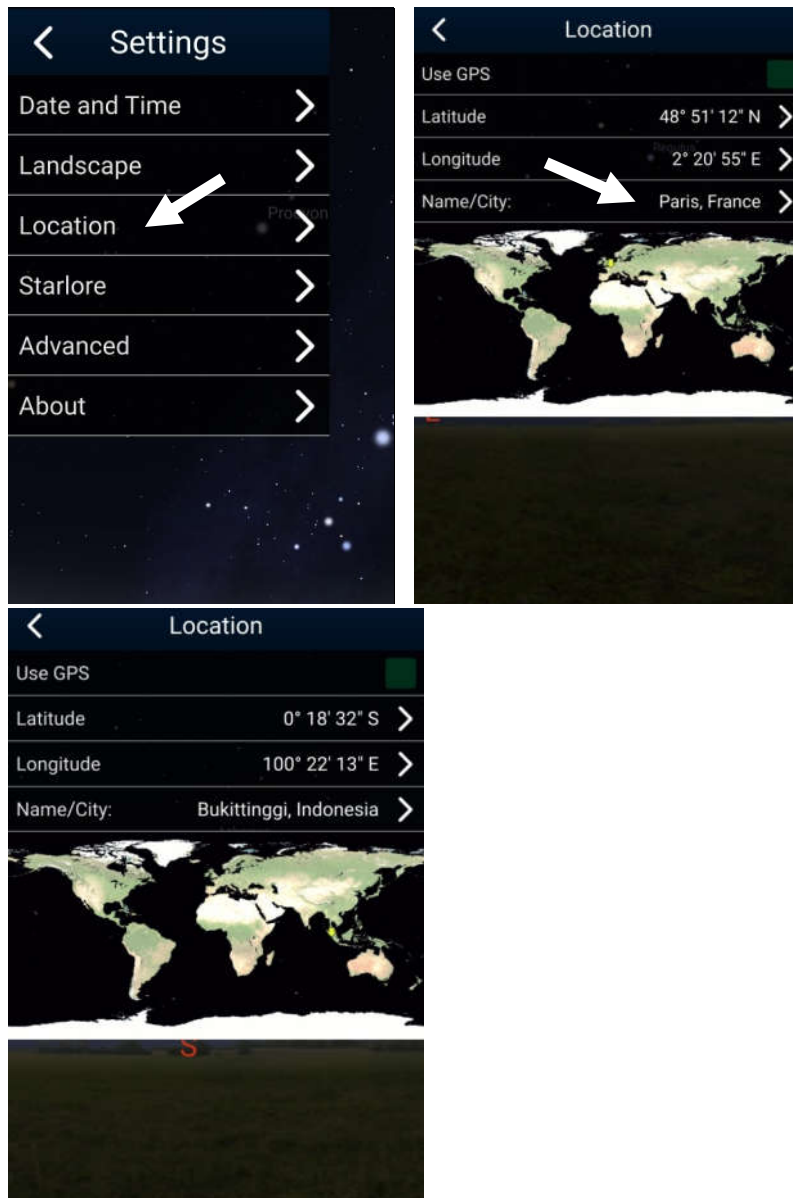 Settings
Date and Time
Landscape
Location
Procyon
Starlore
Advanced
About
Location
Use GPS
Latitude 48° 51' 12" N
Regulus
Longitude 2° 20' 55" E
Name/City: Paris, France
E
Location
Use GPS
Latitude 0° 18' 32" S
Longitude 100° 22' 13" E
Name/City: Bukittinggi, Indonesia
S